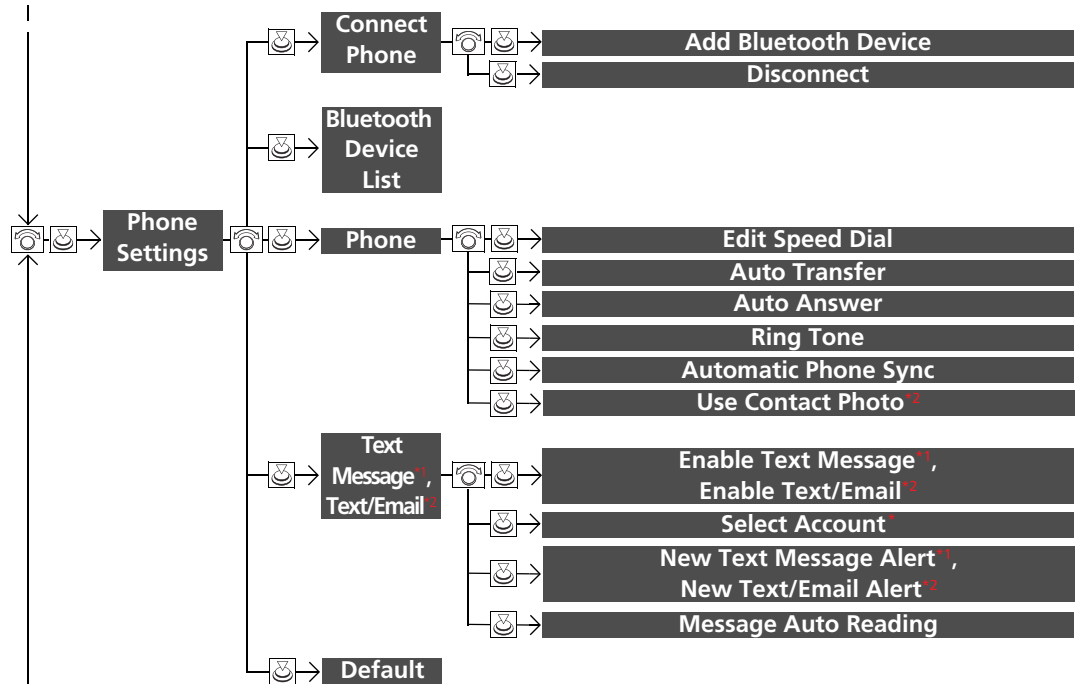 Connect
Phone
Add Bluetooth Device
Disconnect
Bluetooth
Device
List
Phone
Settings
Phone
Edit Speed Dial
Auto Transfer
Auto Answer
Ring Tone
Automatic Phone Sync
Use Contact Photo*2
Text
Message*1,
Text/Email*2
Enable Text Message*1,
Enable Text/Email*2
Select Account*
New Text Message Alert*1,
New Text/Email Alert*2
Message Auto Reading
Default